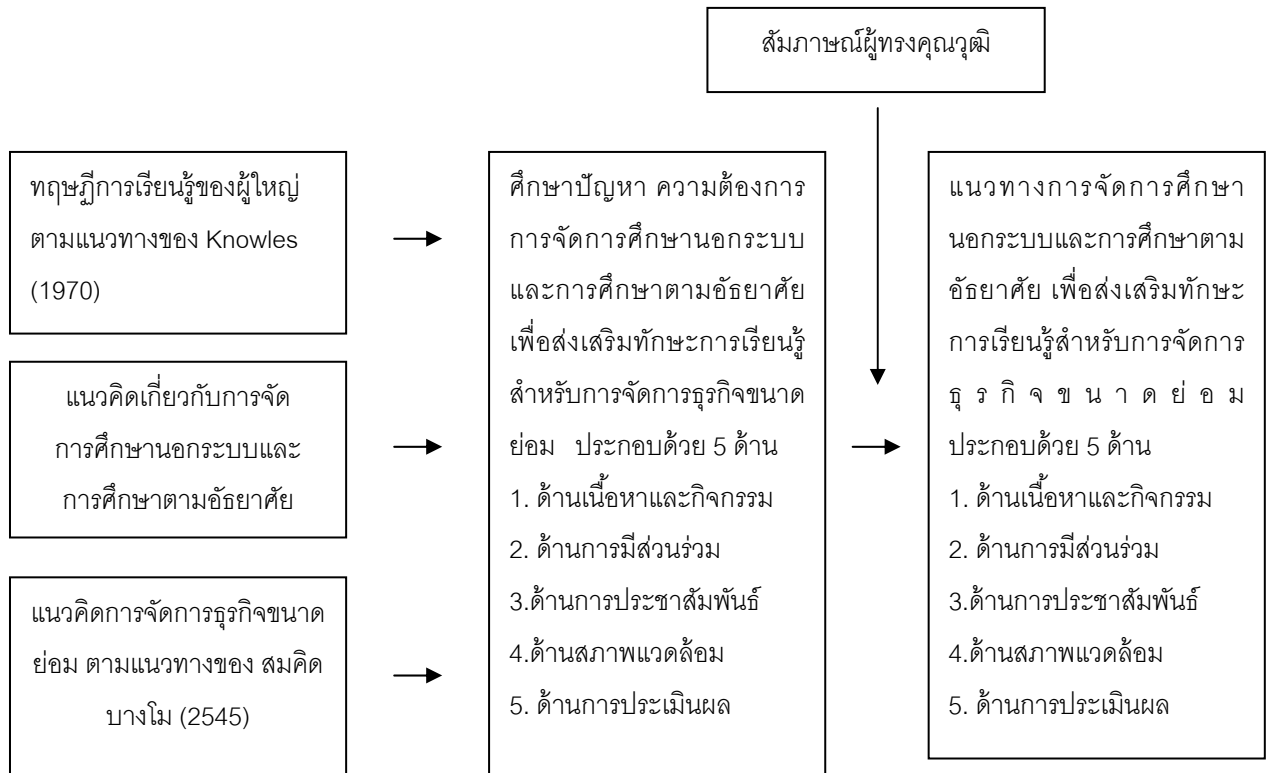 สัมภาษณ์ผู้ทรงคุณวุฒิ
ทฤษฎีการเรียนรู้ของผู้ใหญ่
ตามแนวทางของ Knowles
(1970)
แนวคิดเกี่ยวกับการจัด
การศึกษานอกระบบและ
การศึกษาตามอัธยาศัย
แนวคิดการจัดการธุรกิจขนาด
ย่อม ตามแนวทางของ สมคิด
บางโม (2545)
ศึกษาปัญหา ความต้องการ
การจัดการศึกษานอกระบบ
และการศึกษาตามอัธยาศัย
เพื่อส่งเสริมทักษะการเรียนรู้
สำหรับการจัดการธุรกิจขนาด
ย่อม ประกอบด้วย 5 ด้าน
1. ด้านเนื้อหาและกิจกรรม
2. ด้านการมีส่วนร่วม
3.ด้านการประชาสัมพันธ์
4.ด้านสภาพแวดล้อม
5. ด้านการประเมินผล
แนวทางการจัดการศึกษา
นอกระบบและการศึกษาตาม
อัธยาศัย เพื่อส่งเสริมทักษะ
การเรียนรู้สำหรับการจัดการ
ธุรกิจขนาดย่อม
ประกอบด้วย 5 ด้าน
1. ด้านเนื้อหาและกิจกรรม
2. ด้านการมีส่วนร่วม
3.ด้านการประชาสัมพันธ์
4.ด้านสภาพแวดล้อม
5. ด้านการประเมินผล